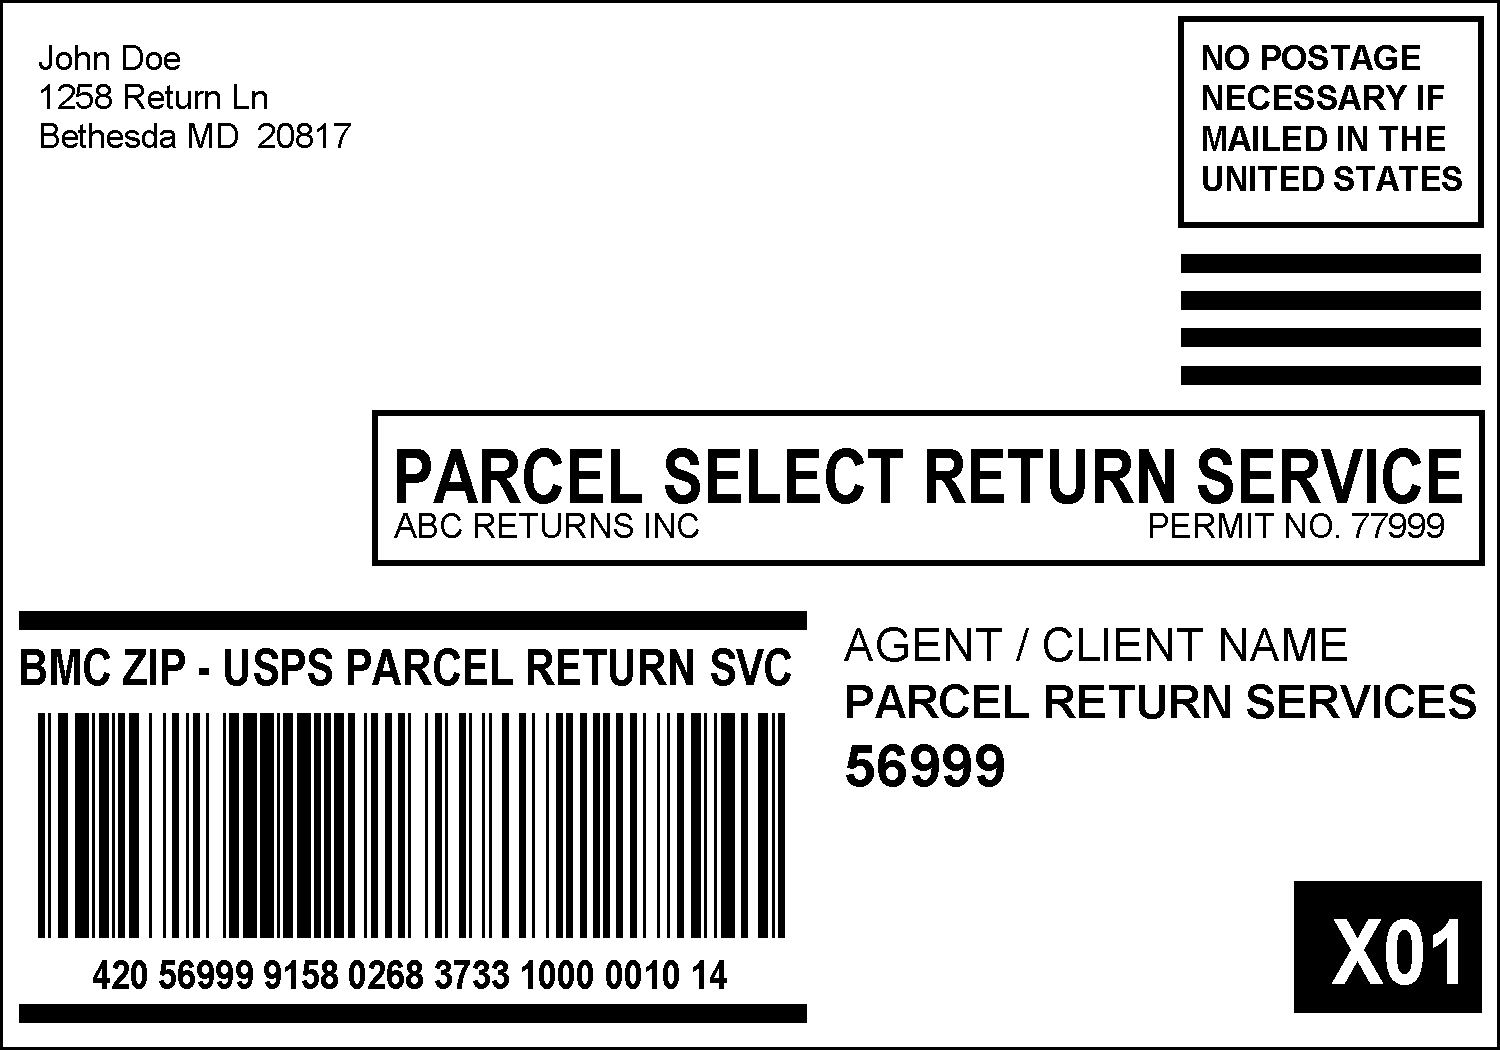 John Doe
1258 Return Ln
Bethesda MD  20817
NO POSTAGE
NECESSARY IF
MAILED IN THE
UNITED STATES
PARCEL SELECT RETURN SERVICE
ABC RETURNS INC PERMIT NO. 77999
BMC ZIP - USPS PARCEL RETURN SVC
420 56999 9158 0268 3733 1000 0010 14
AGENT / CLIENT NAME
PARCEL RETURN SERVICES
56999
X01